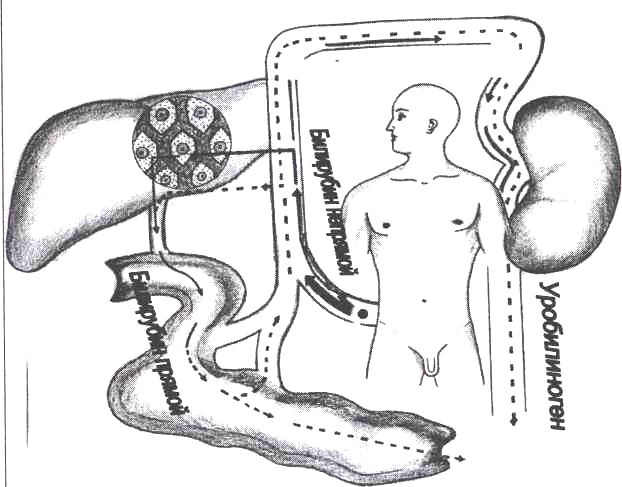 Билирубин непрямой
Билирубин прямой
Уробилиноген